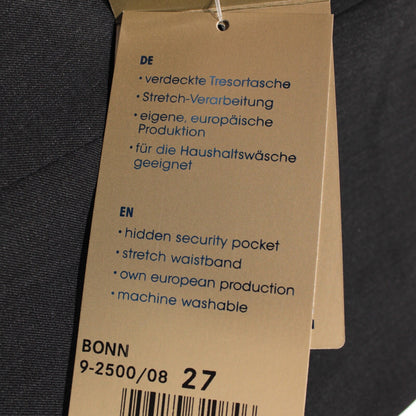 DE
• verdeckte Tresortasche
• Stretch-Verarbeitung
• eigene, europäische
Produktion
• für die Haushaltswäsche
geeignet
EN
• hidden security pocket
• stretch waistband
• own european production
• machine washable
BONN
9-2500/08 27